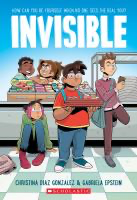 HOW CAN YOU BE YOURSELF WHEN NO ONE SEES THE REAL YOU?
INVISIBLE
CHRISTINA DIAZ GONZALEZ & GABRIELA EPSTEIN
SCHOLASTIC